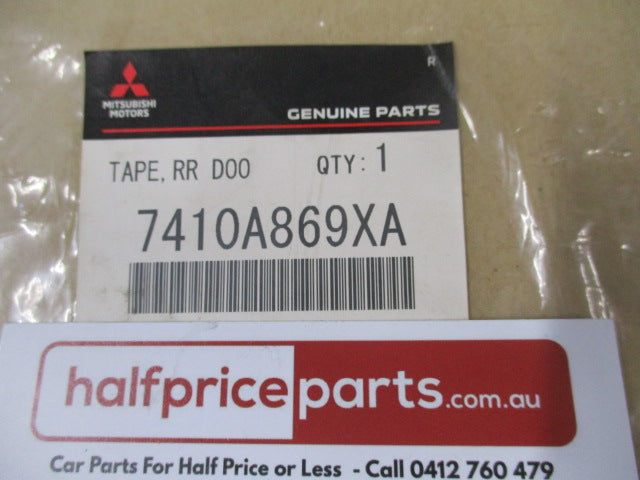 R
MITSUBISHI
MOTORS
GENUINE PARTS
TAPE, RR DOO QTY: 1
7410A869XA
halfpriceparts.com.au
Car Parts For Half Price or Less - Call 0412 760 479